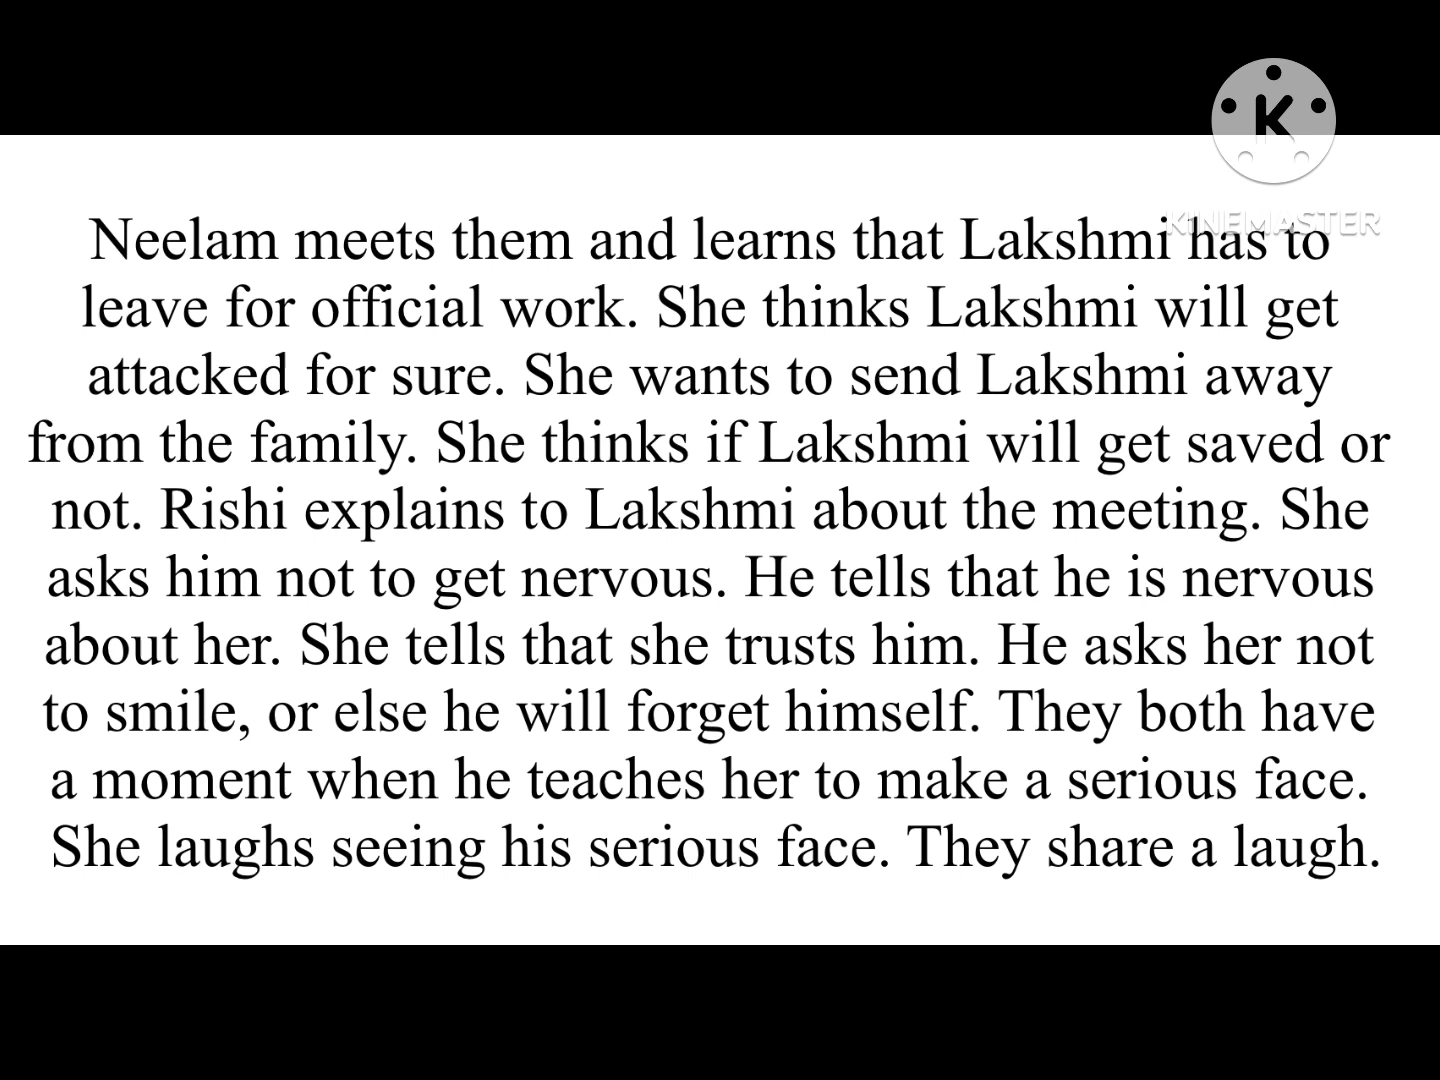 K
KINEMASTER
Neelam meets them and learns that Lakshmi has to
leave for official work. She thinks Lakshmi will get
attacked for sure. She wants to send Lakshmi away
from the family. She thinks if Lakshmi will get saved or
not. Rishi explains to Lakshmi about the meeting. She
asks him not to get nervous. He tells that he is nervous
about her. She tells that she trusts him. He asks her not
to smile, or else he will forget himself. They both have
a moment when he teaches her to make a serious face.
She laughs seeing his serious face. They share a laugh.